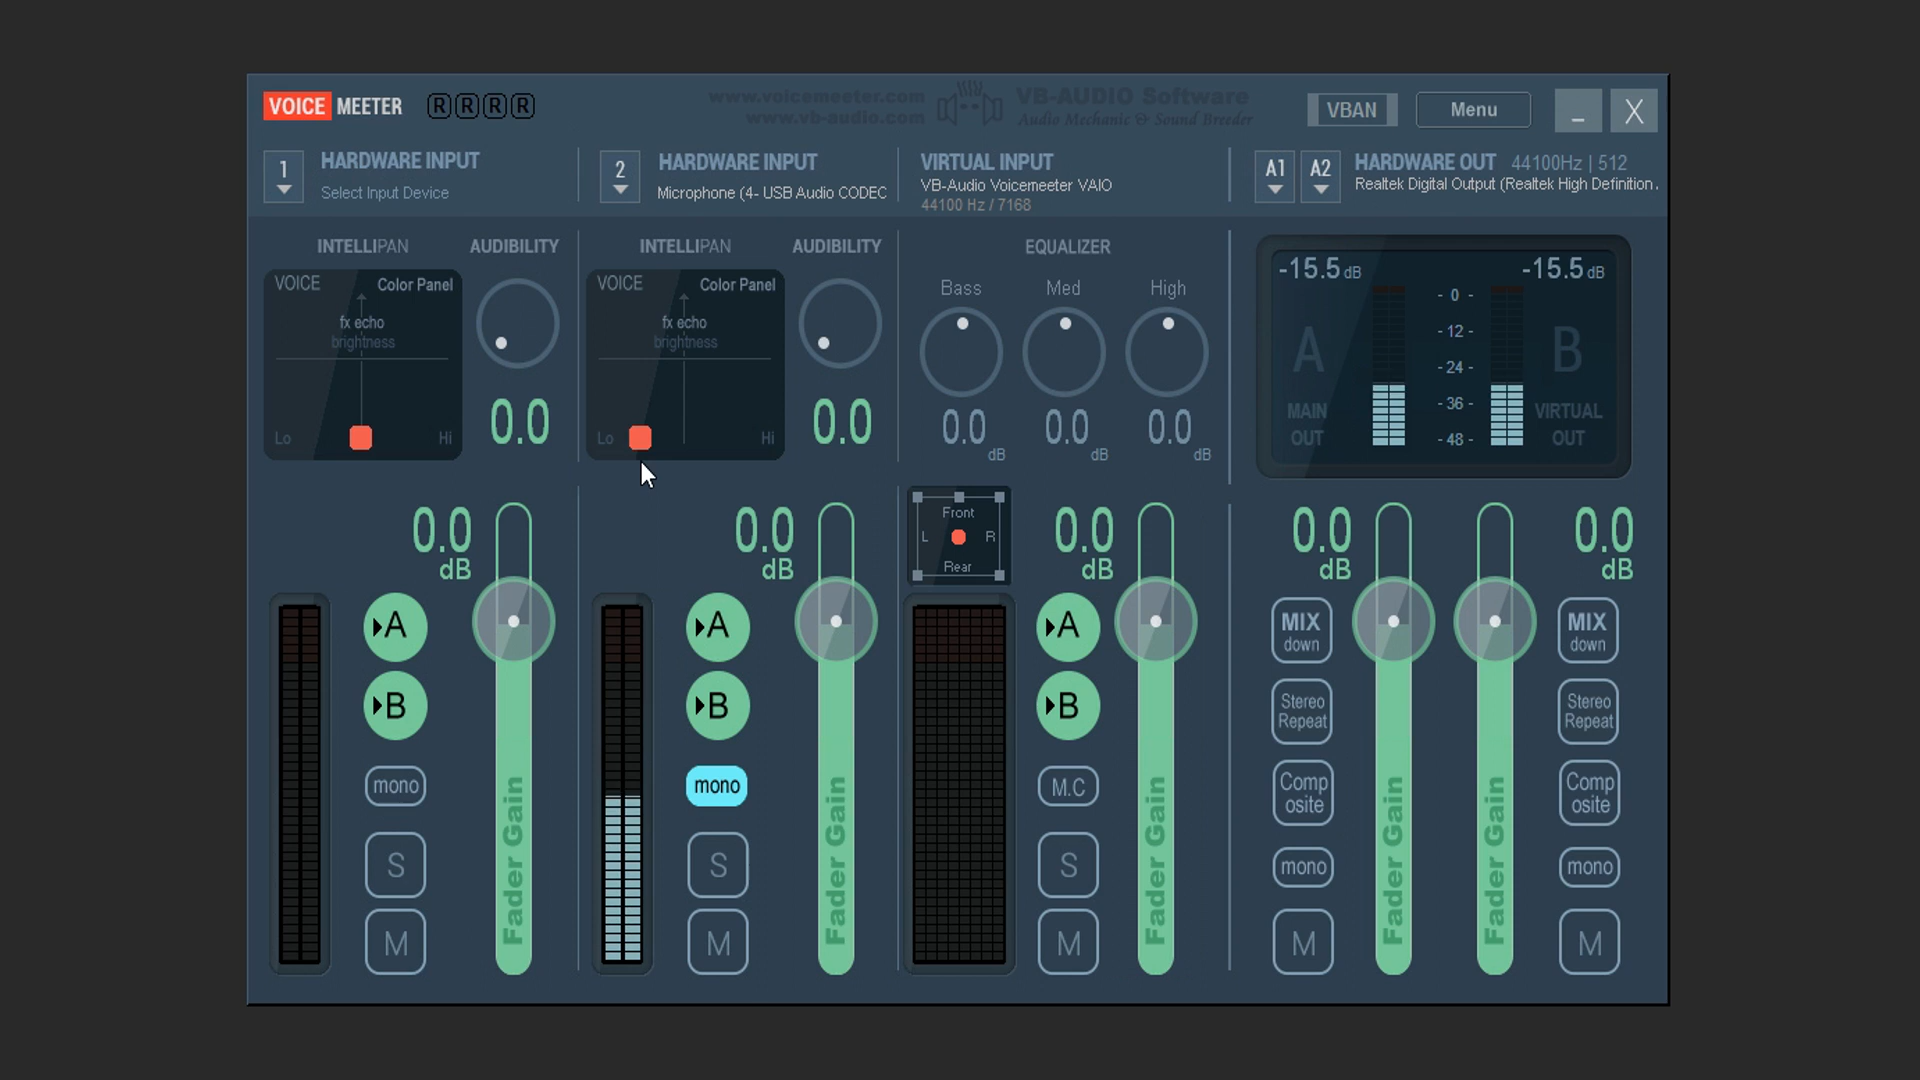 VOICE MEETER RRRR
www.voicemeeter.com
www.vb-audio.com
VB-AUDIO Software
Audio Mechanic & Sound Breeder
VBAN
Menu
_
X
1
HARDWARE INPUT
Select Input Device
2
HARDWARE INPUT
Microphone (4- USB Audio CODEC
VIRTUAL INPUT
VB-Audio Voicemeeter VAIO
44100 Hz / 7168
A1
A2
HARDWARE OUT 44100Hz | 512
Realtek Digital Output (Realtek High Definition.
INTELLIPAN
AUDIBILITY
VOICE
Color Panel
fx echo
brightness
Lo
Hi
0.0
INTELLIPAN
AUDIBILITY
VOICE
Color Panel
fx echo
brightness
Lo
Hi
0.0
EQUALIZER
Bass
Med
High
0.0
dB
0.0
dB
0.0
dB
-15.5 dB
-15.5 dB
A
MAIN
OUT
- 0 -
- 12 -
- 24 -
- 36 -
- 48 -
B
VIRTUAL
OUT
0.0
dB
A
B
mono
S
M
Fader Gain
0.0
dB
A
B
mono
S
M
Fader Gain
Front
L
R
Rear
0.0
dB
A
B
M.C
S
M
Fader Gain
0.0
dB
MIX
down
Stereo
Repeat
Comp
osite
mono
M
Fader Gain
Fader Gain
0.0
dB
MIX
down
Stereo
Repeat
Comp
osite
mono
M